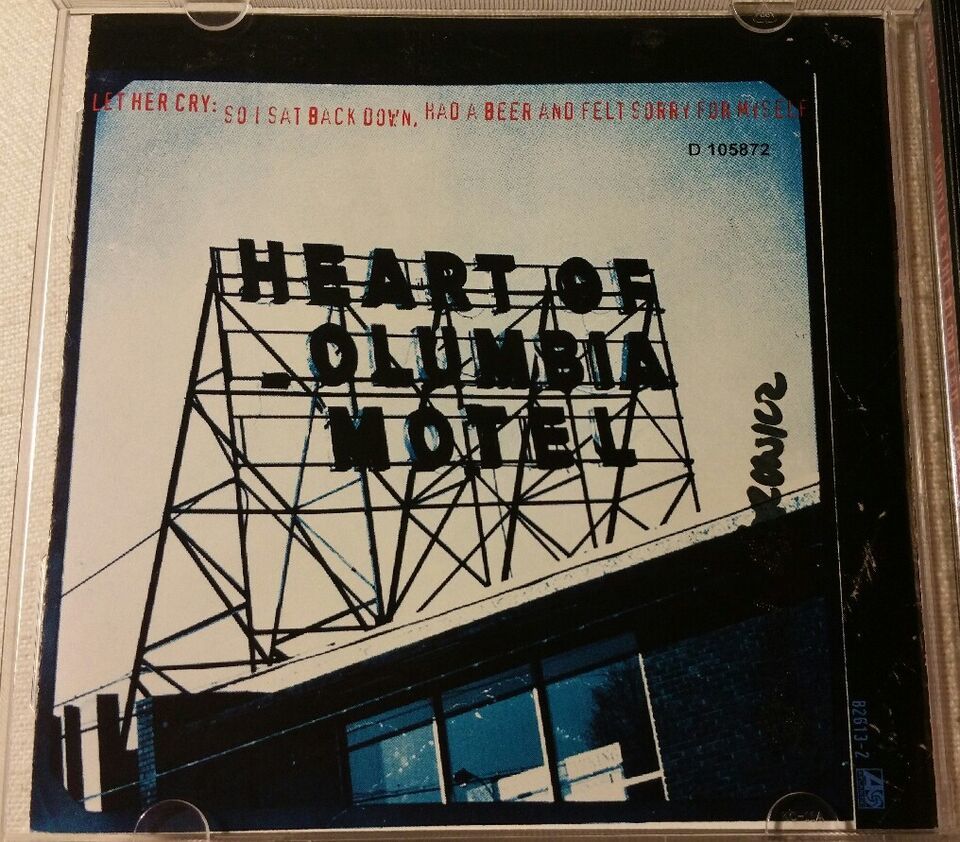 LET HER CRY: SO I SAT BACK DOWN, HAD A BEER AND FELT SORRY FOR MYSELF
D 105872
HEART OF
OLUMBIA
MOTEL
82613-2